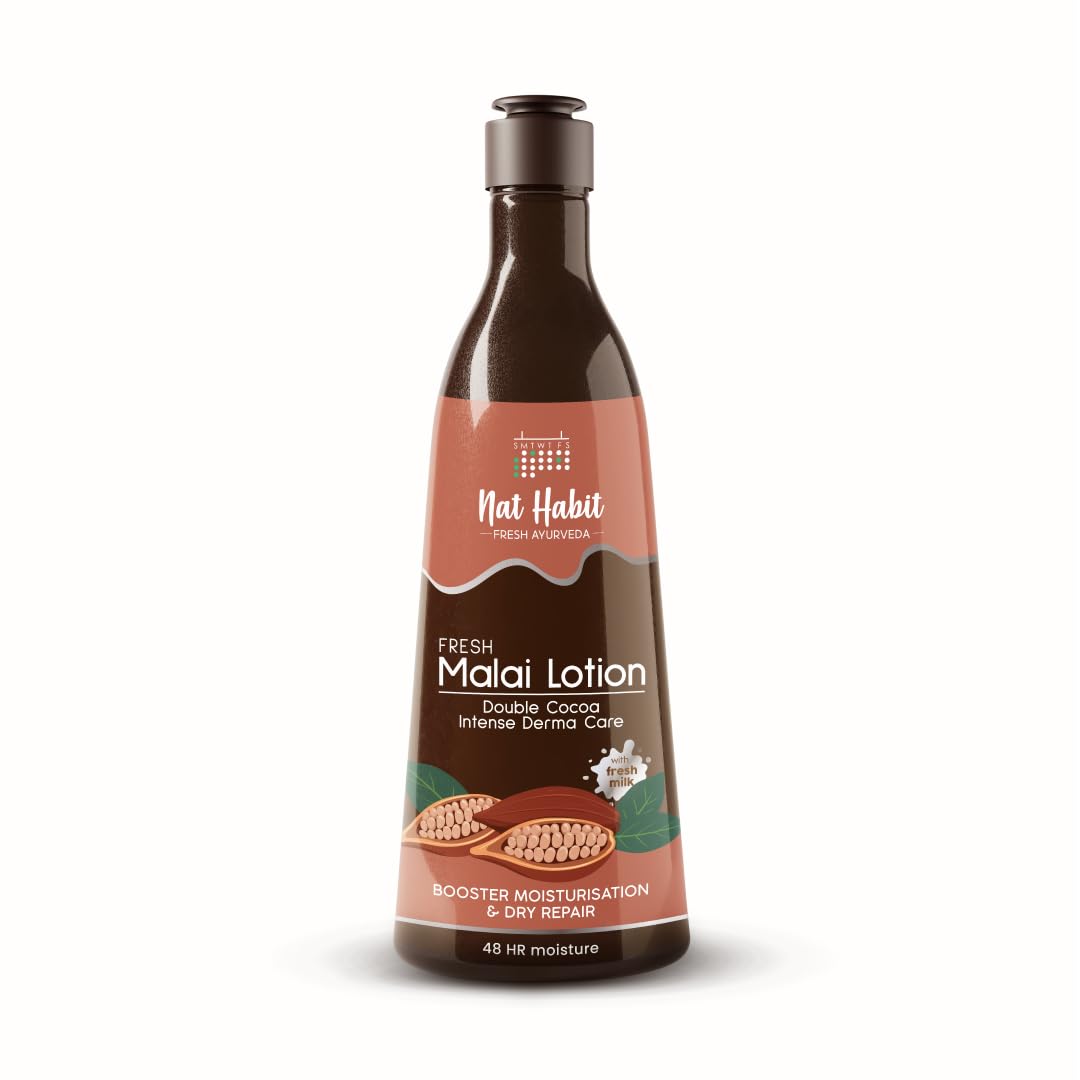 SMTWTFS
Nat Habit
FRESH AYURVEDA
FRESH
Malai Lotion
Double Cocoa
Intense Derma Care
with
fresh
milk
BOOSTER MOISTURISATION
& DRY REPAIR
48 HR moisture